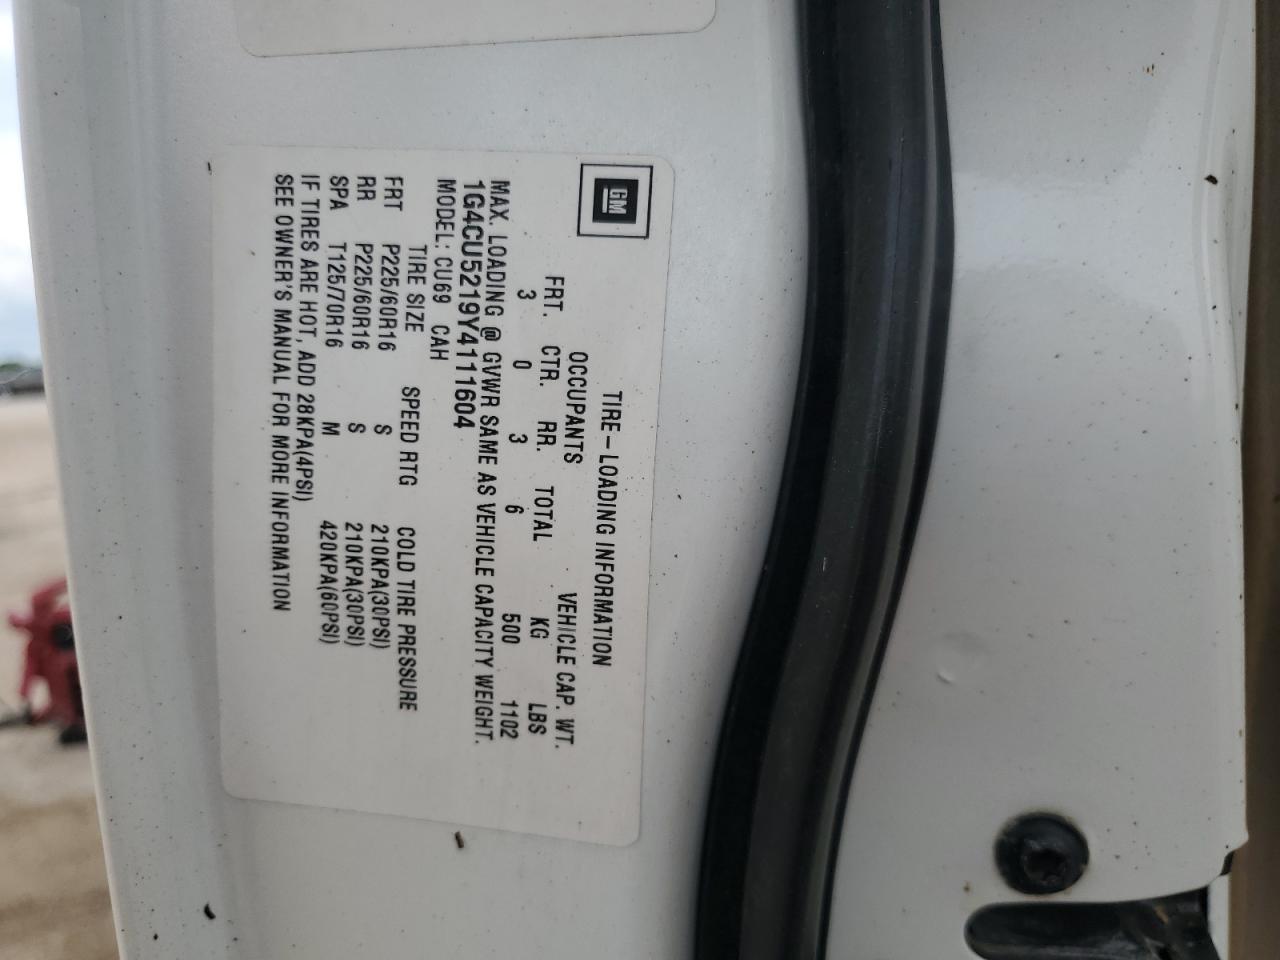 GM
TIRE-LOADING INFORMATION
OCCUPANTS VEHICLE CAP. WT.
FRT. CTR. RR. TOTAL KG LBS
3 0 3 6 500 1102
MAX. LOADING @ GVWR SAME AS VEHICLE CAPACITY WEIGHT.
1G4CU5219Y4111604
MODEL: CU69 CAH
TIRE SIZE SPEED RTG COLD TIRE PRESSURE
FRT P225/60R16 S 210KPA(30PSI)
RR P225/60R16 S 210KPA(30PSI)
SPA T125/70R16 M 420KPA(60PSI)
IF TIRES ARE HOT, ADD 28KPA(4PSI)
SEE OWNER'S MANUAL FOR MORE INFORMATION